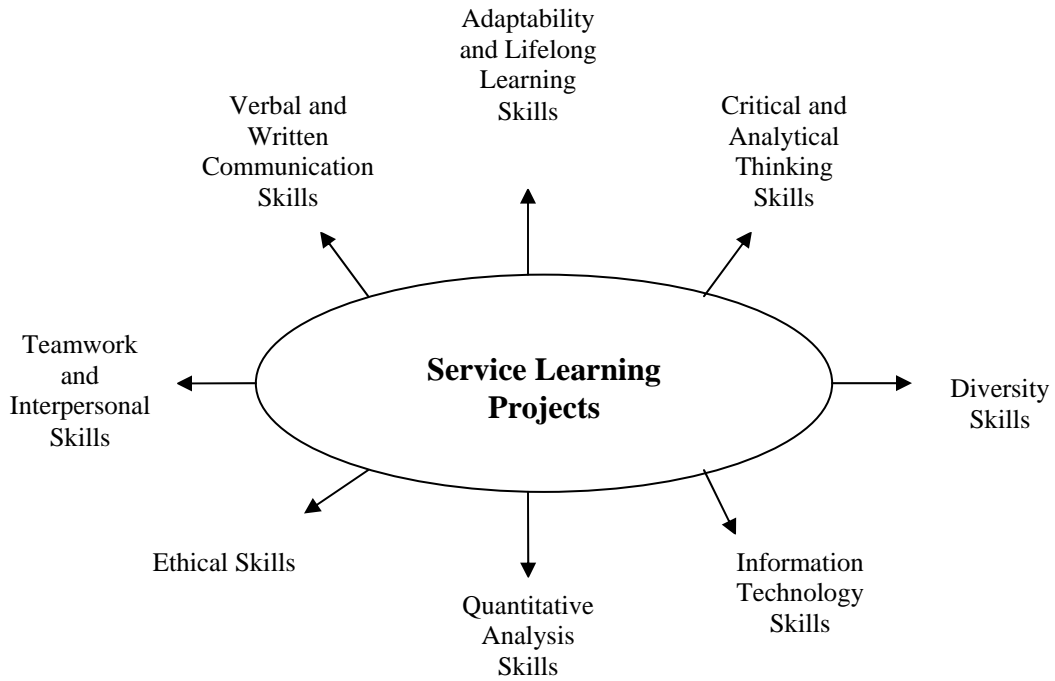 Adaptability
and Lifelong
Learning
Skills
Verbal and
Written
Communication
Skills
Critical and
Analytical
Thinking
Skills
Teamwork
and
Interpersonal
Skills
Service Learning
Projects
Diversity
Skills
Ethical Skills
Quantitative
Analysis
Skills
Information
Technology
Skills